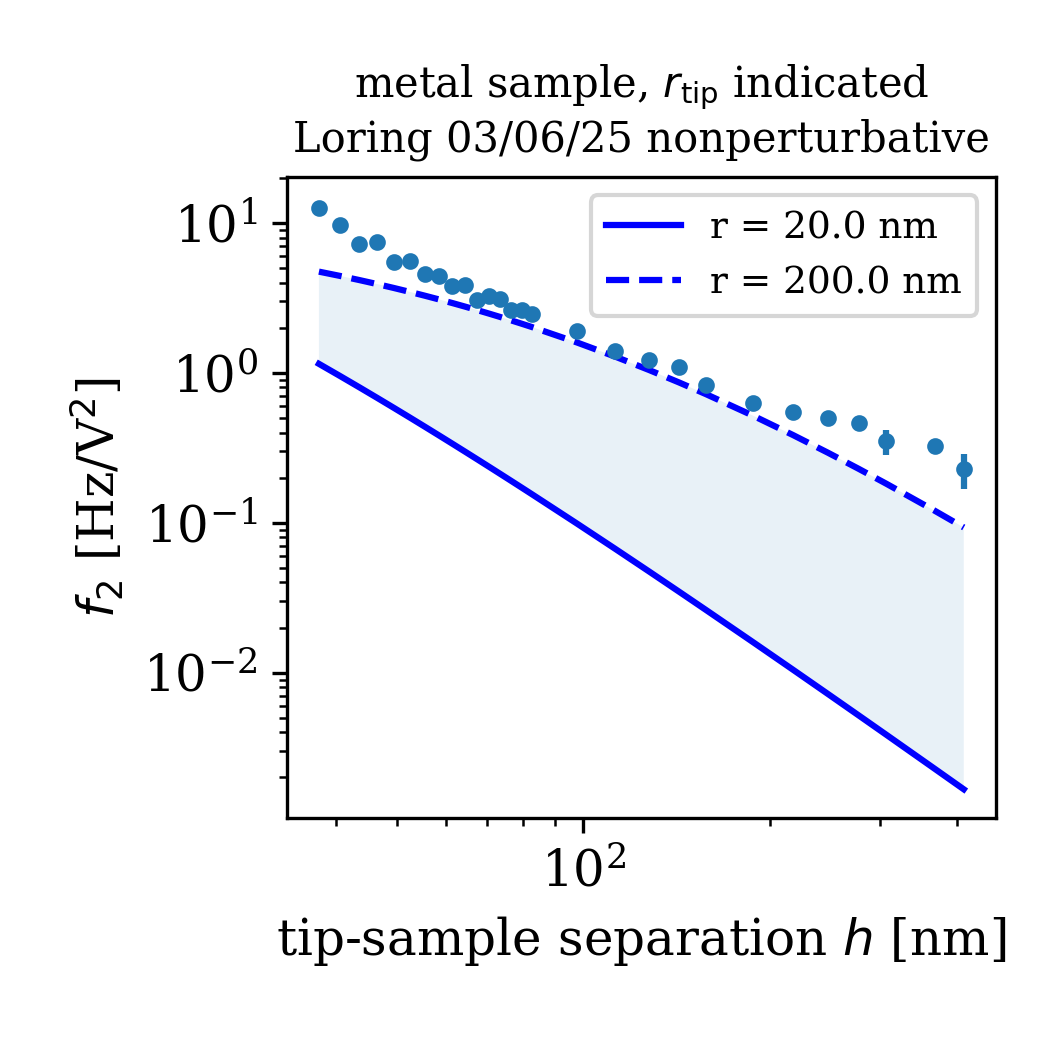 metal sample, r_tip indicated
Loring 03/06/25 nonperturbative
r = 20.0 nm
r = 200.0 nm
10^1
10^0
10^−1
10^−2
f_2 [Hz/V^2]
10^2
tip-sample separation h [nm]